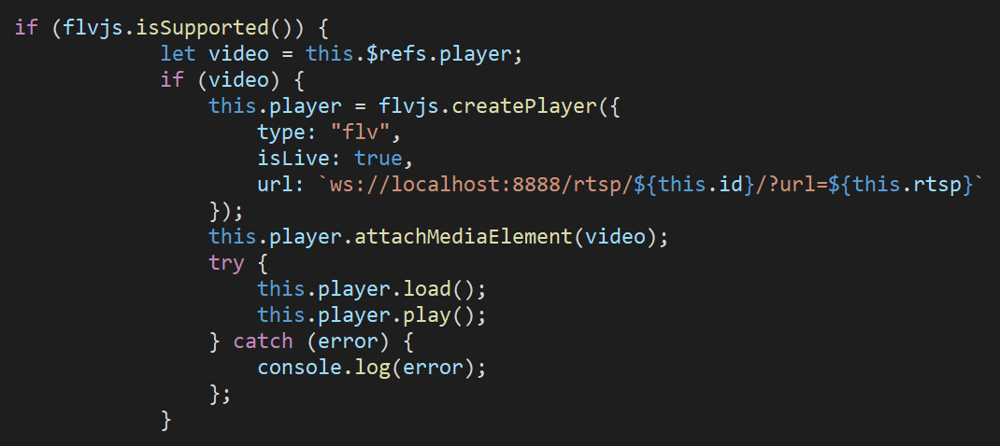 if (flvjs.isSupported()) {
let video = this.$refs.player;
if (video) {
this.player = flvjs.createPlayer({
type: "flv",
isLive: true,
url: `ws://localhost:8888/rtsp/${this.id}/?url=${this.rtsp}`
});
this.player.attachMediaElement(video);
try {
this.player.load();
this.player.play();
} catch (error) {
console.log(error);
};
}